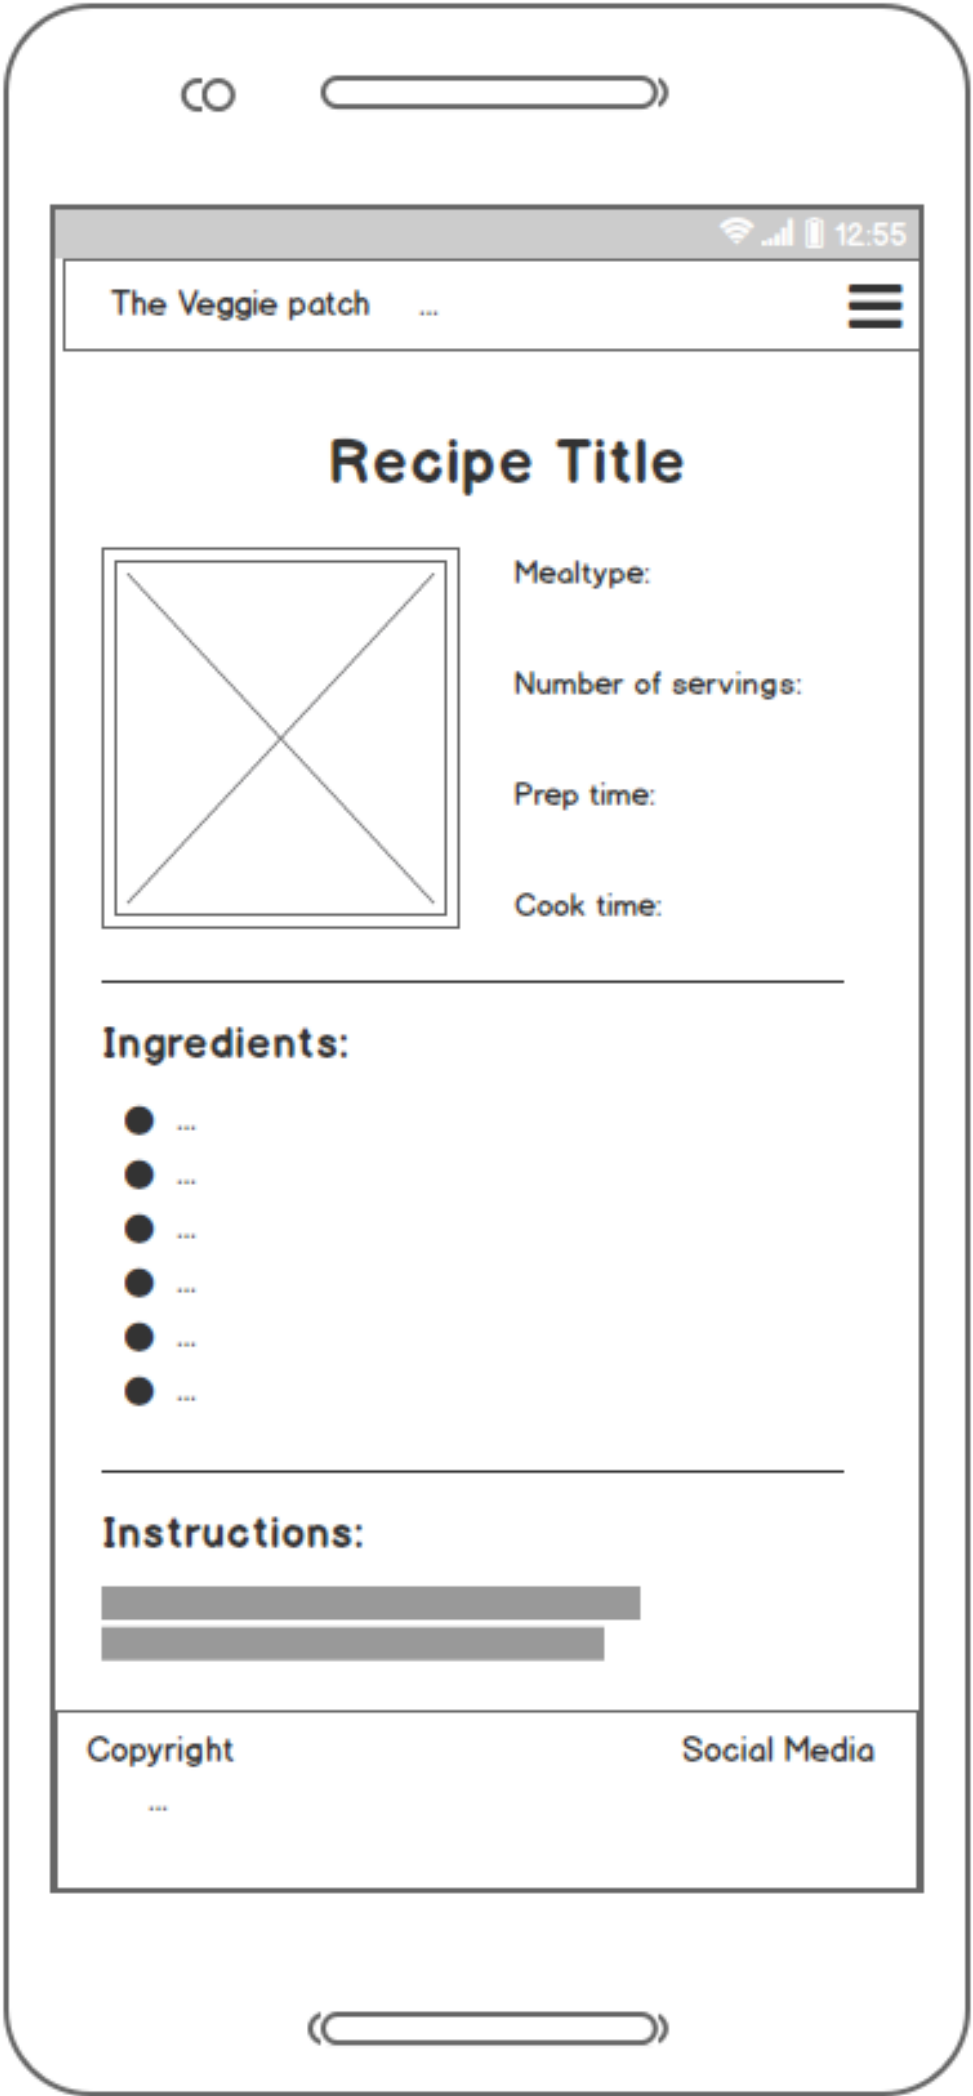 12:55
The Veggie patch ...
Recipe Title
Mealtype:
Number of servings:
Prep time:
Cook time:
Ingredients:
...
...
...
...
...
...
Instructions:
Copyright Social Media
...